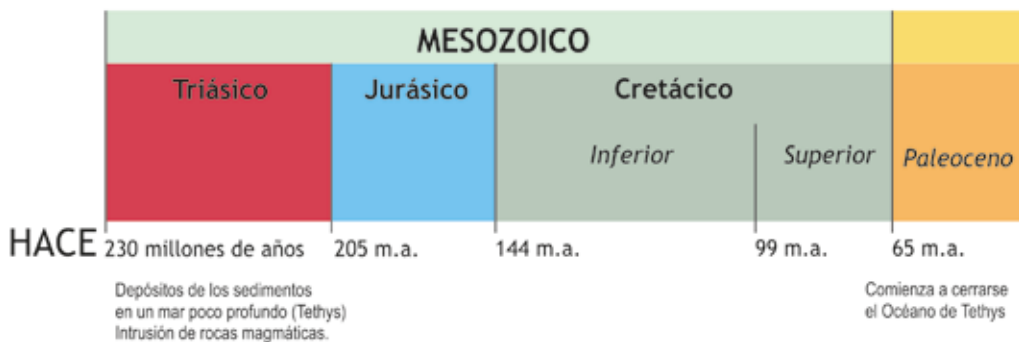 MESOZOICO
Triásico
Jurásico
Cretácico
Inferior
Superior
Paleoceno
HACE 230 millones de años 205 m.a. 144 m.a. 99 m.a. 65 m.a.
Depósitos de los sedimentos
en un mar poco profundo (Tethys)
Intrusión de rocas magmáticas.
Comienza a cerrarse
el Océano de Tethys